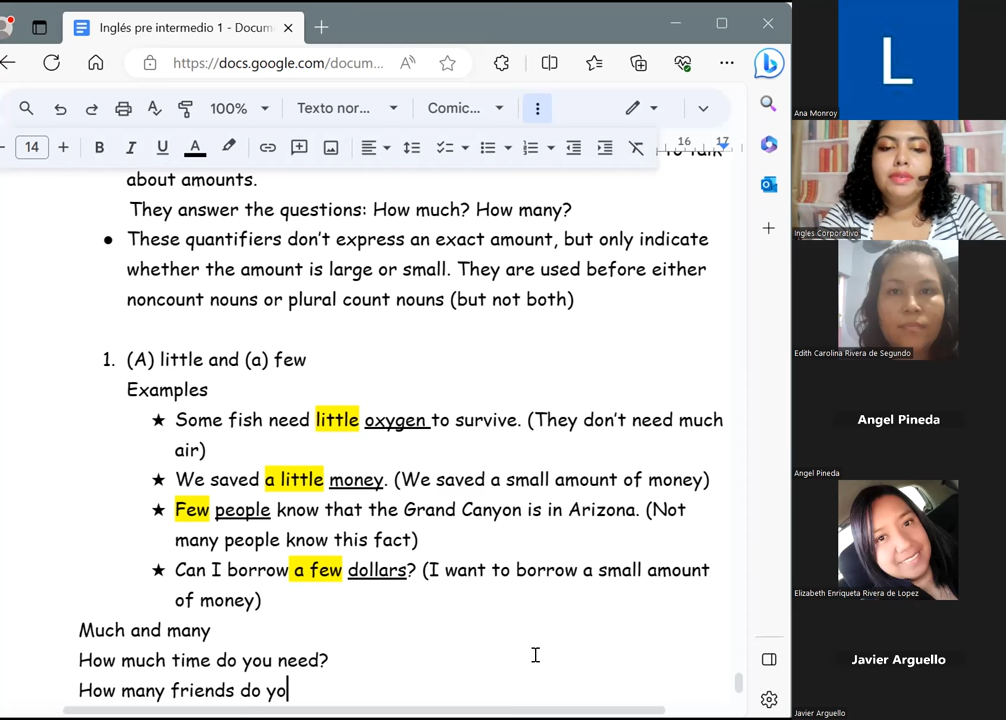 Inglés pre intermedio 1 - Docum
https://docs.google.com/docum...
100%
Texto nor...
Comic...
14
B I U A
16 17
To talk
about amounts.
They answer the questions: How much? How many?
● These quantifiers don't express an exact amount, but only indicate
whether the amount is large or small. They are used before either
noncount nouns or plural count nouns (but not both)
1. (A) little and (a) few
Examples
★ Some fish need little oxygen to survive. (They don't need much
air)
★ We saved a little money. (We saved a small amount of money)
★ Few people know that the Grand Canyon is in Arizona. (Not
many people know this fact)
★ Can I borrow a few dollars? (I want to borrow a small amount
of money)
Much and many
How much time do you need?
How many friends do yo
L
Ana Monroy
Ingles Corporativo
Edith Carolina Rivera de Segundo
Angel Pineda
Angel Pineda
Elizabeth Enriqueta Rivera de Lopez
Javier Arguello
Javier Arguello